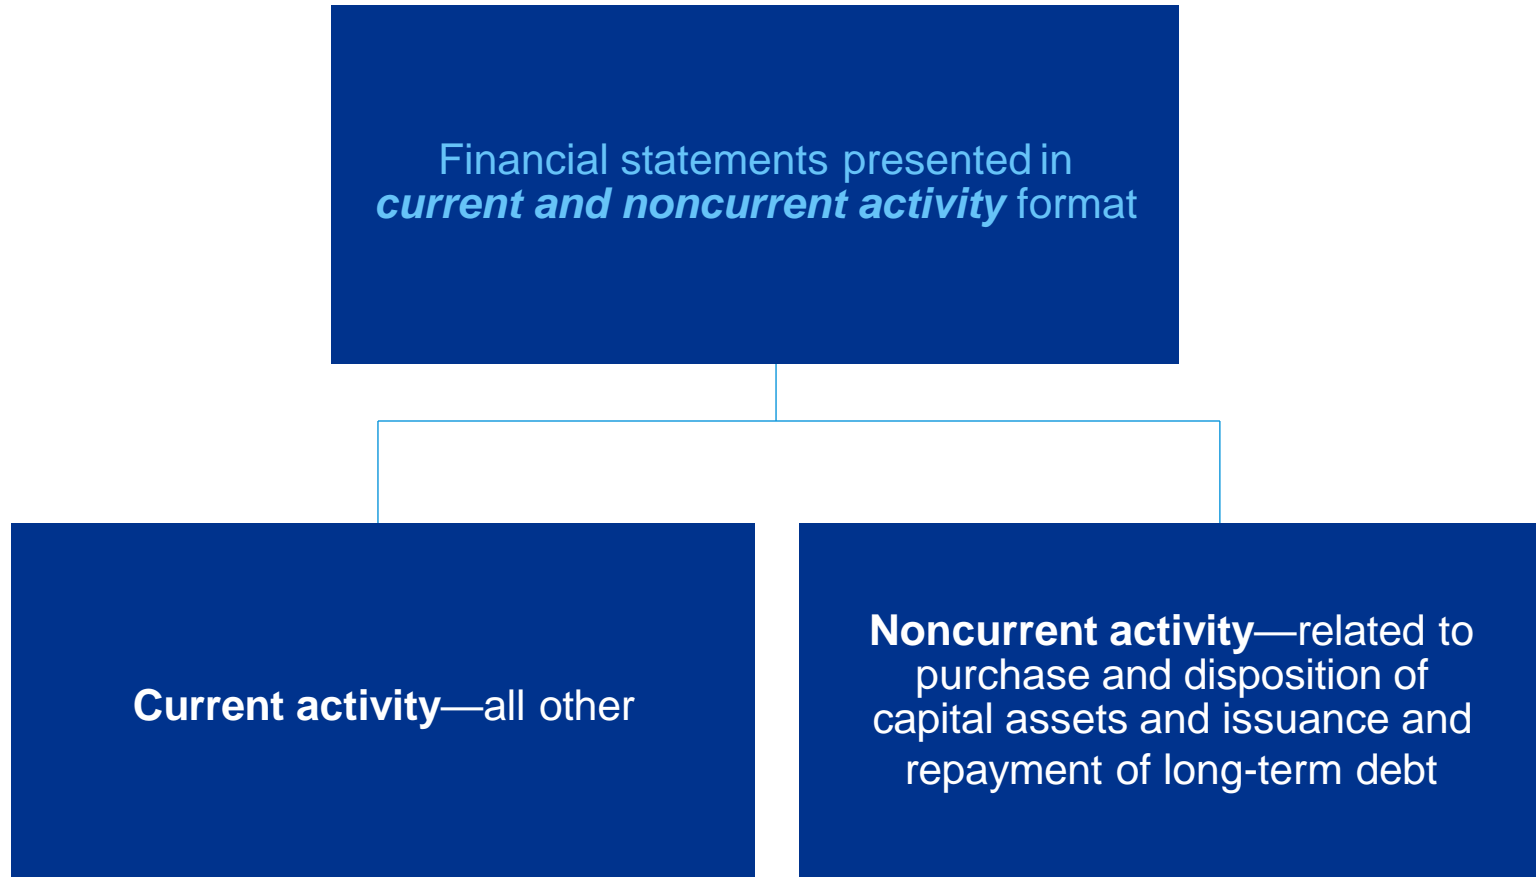 Financial statements presented in
current and noncurrent activity format
Current activity—all other
Noncurrent activity—related to
purchase and disposition of
capital assets and issuance and
repayment of long-term debt